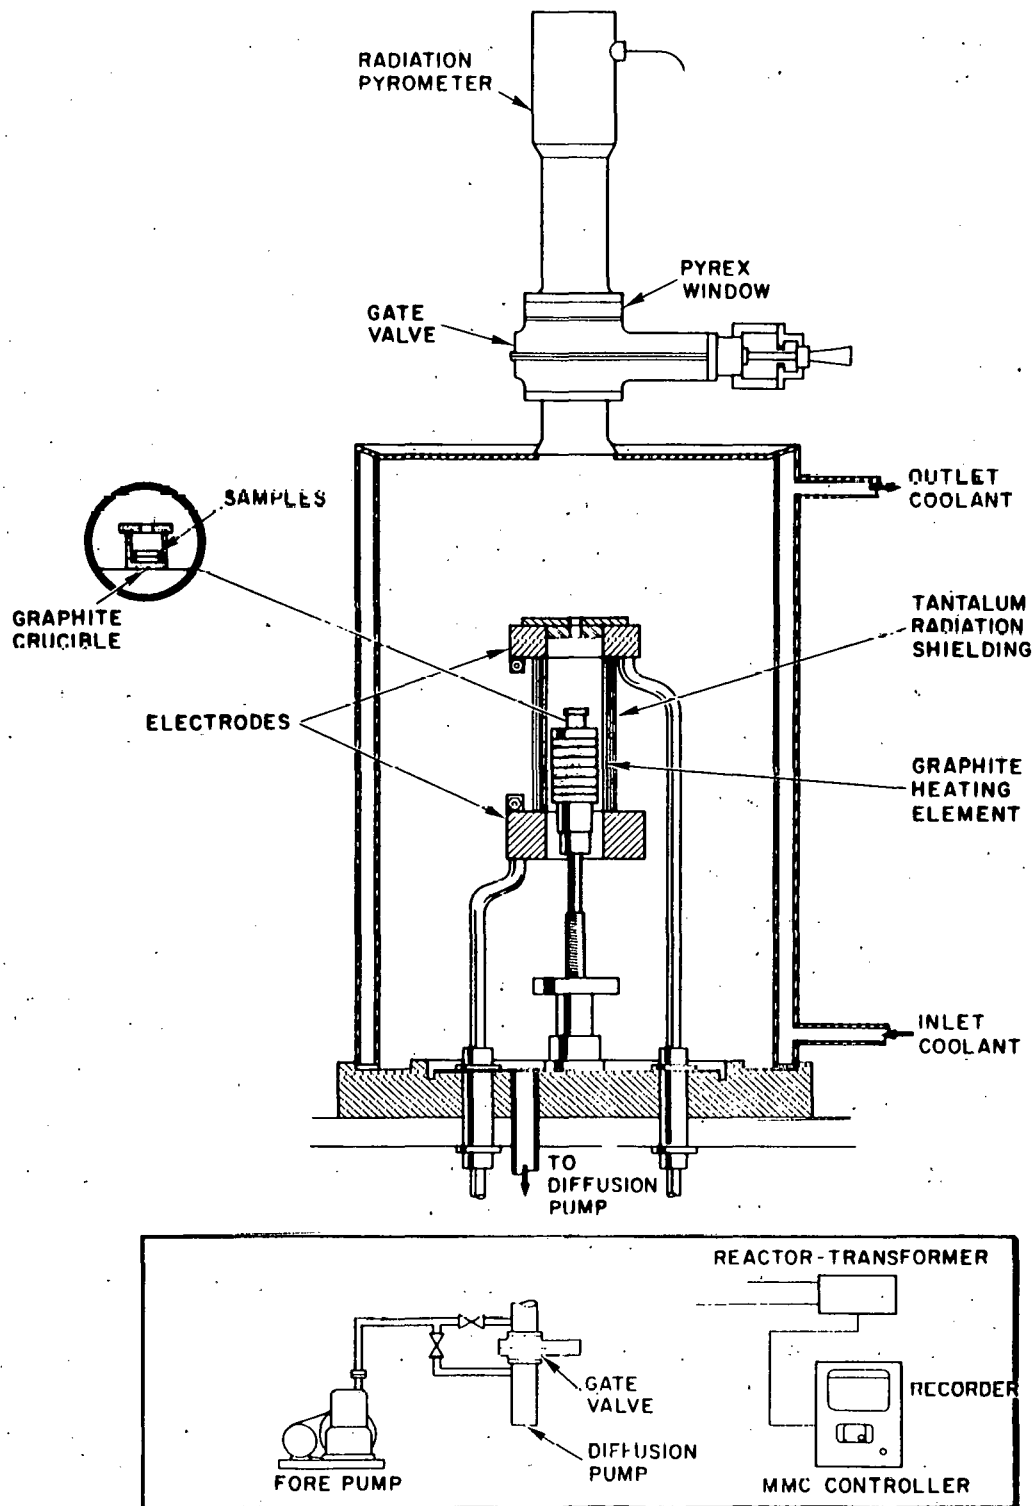 RADIATION
PYROMETER
PYREX
WINDOW
GATE
VALVE
OUTLET
COOLANT
SAMPLES
GRAPHITE
CRUCIBLE
TANTALUM
RADIATION
SHIELDING
ELECTRODES
GRAPHITE
HEATING
ELEMENT
INLET
COOLANT
TO
DIFFUSION
PUMP
REACTOR-TRANSFORMER
GATE
VALVE
RECORDER
DIFFUSION
PUMP
FORE PUMP
MMC CONTROLLER